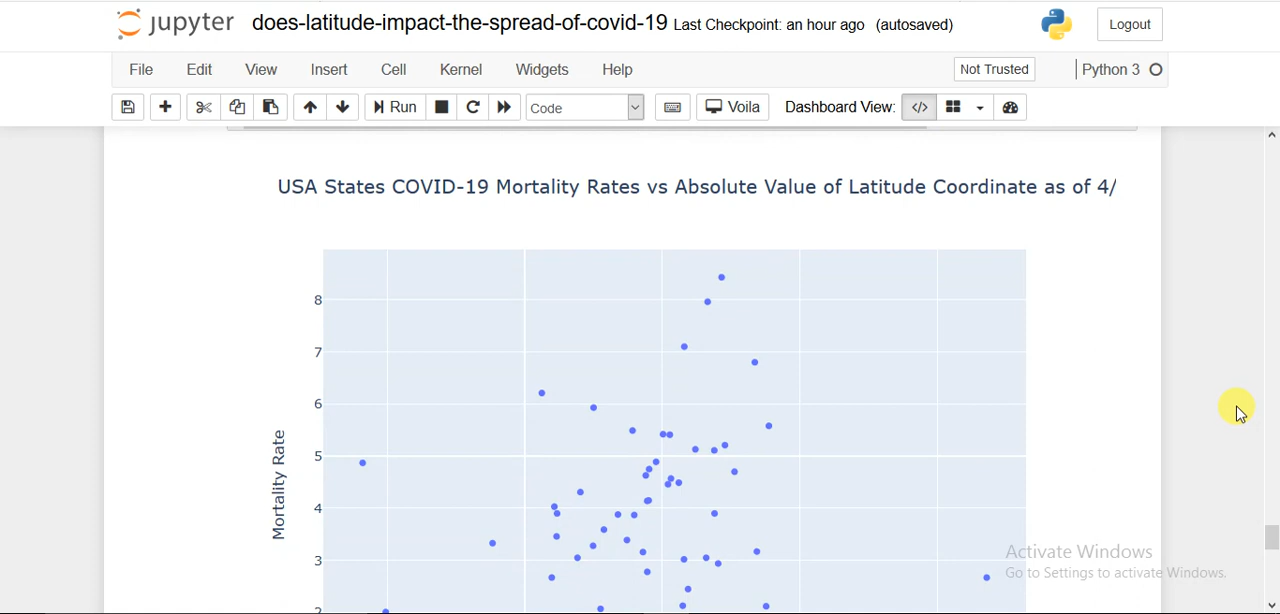 jupyter does-latitude-impact-the-spread-of-covid-19 Last Checkpoint: an hour ago (autosaved) Logout
File Edit View Insert Cell Kernel Widgets Help Not Trusted Python 3
Run Code Voila Dashboard View:
USA States COVID-19 Mortality Rates vs Absolute Value of Latitude Coordinate as of 4/
8
7
6
5
4
3
2
Mortality Rate
Activate Windows
Go to Settings to activate Windows.